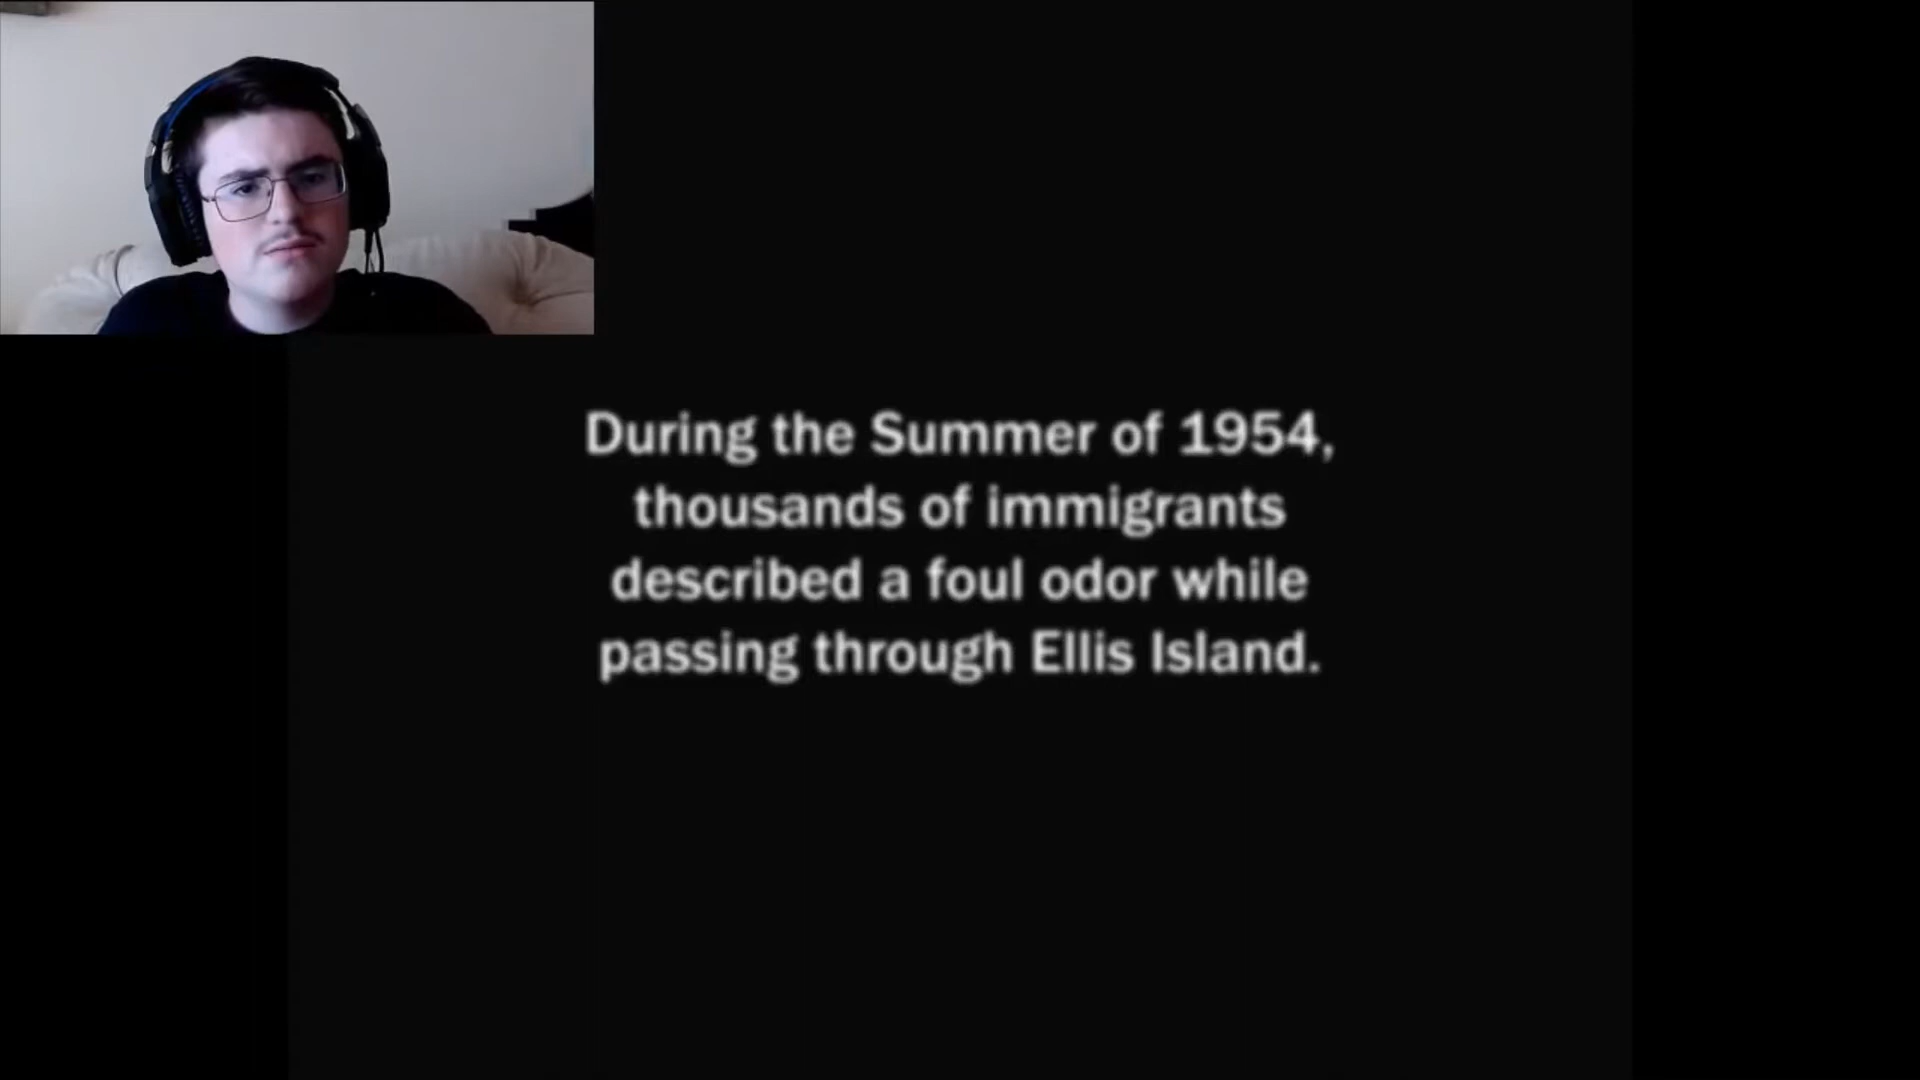 During the Summer of 1954,
thousands of immigrants
described a foul odor while
passing through Ellis Island.